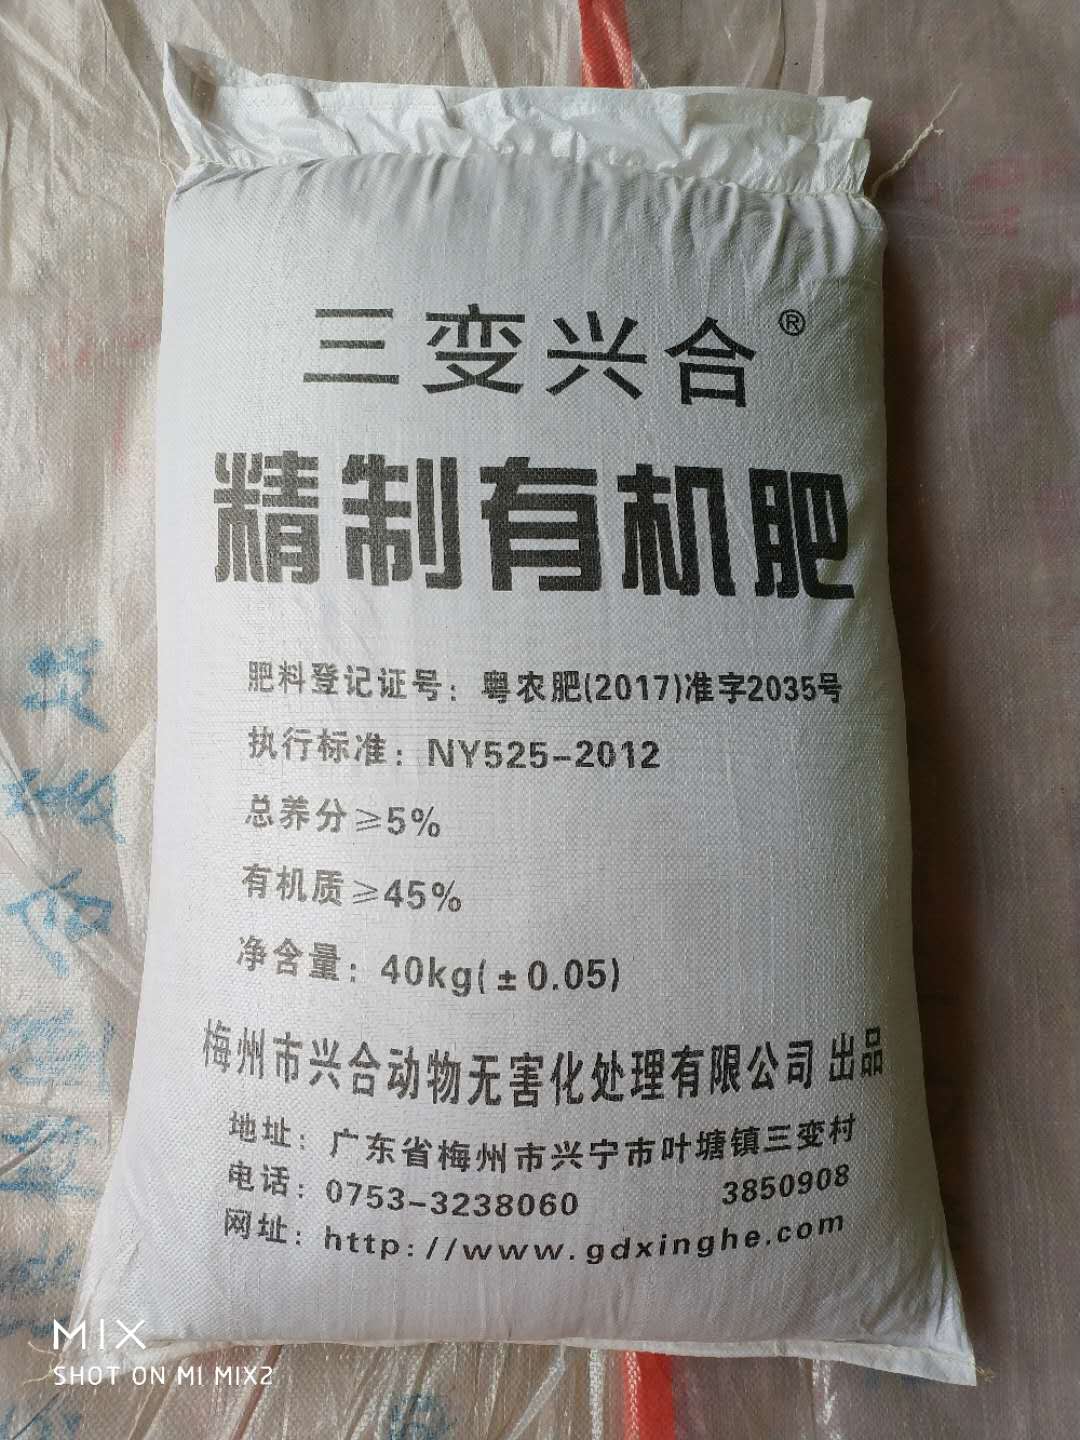 三变兴合®
精制有机肥
肥料登记证号：粤农肥(2017)准字2035号
执行标准：NY525-2012
总养分≥5%
有机质≥45%
净含量：40kg(±0.05)
梅州市兴合动物无害化处理有限公司 出品
地址：广东省梅州市兴宁市叶塘镇三变村
电话：0753-3238060 3850908
网址：http://www.gdxinghe.com
MIX
SHOT ON MI MIX2